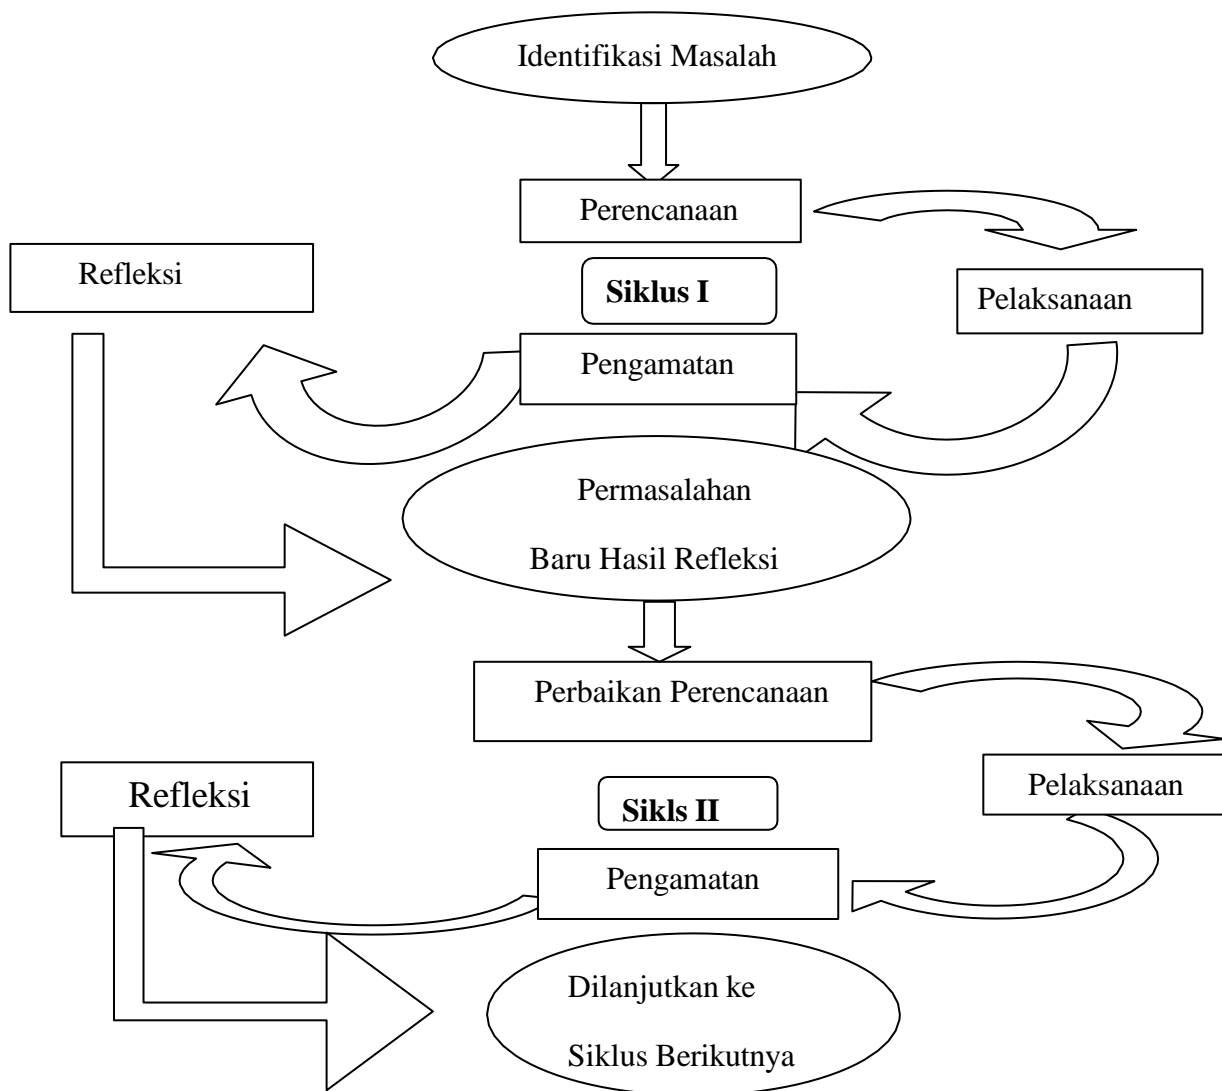 Identifikasi Masalah
Perencanaan
Refleksi
Siklus I
Pelaksanaan
Pengamatan
Permasalahan
Baru Hasil Refleksi
Perbaikan Perencanaan
Refleksi
Sikls II
Pelaksanaan
Pengamatan
Dilanjutkan ke
Siklus Berikutnya